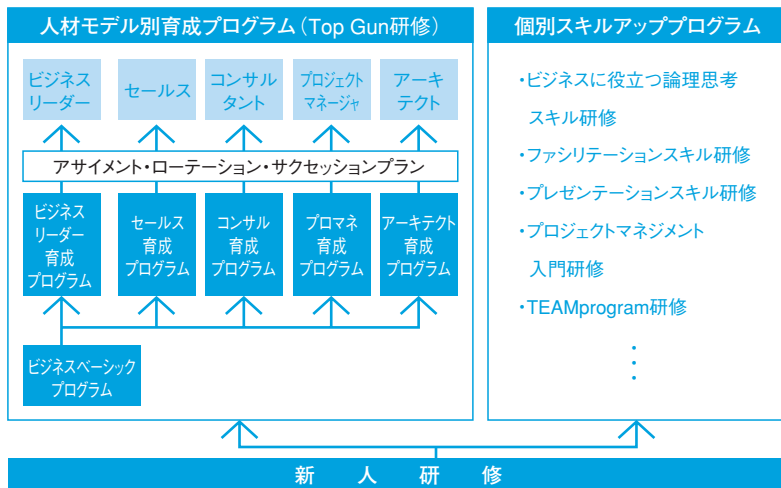 人材モデル別育成プログラム（Top Gun研修）
ビジネス
リーダー
セールス
コンサル
タント
プロジェクト
マネージャ
アーキ
テクト
アサイメント・ローテーション・サクセッションプラン
ビジネス
リーダー
育成
プログラム
セールス
育成
プログラム
コンサル
育成
プログラム
プロマネ
育成
プログラム
アーキテクト
育成
プログラム
ビジネスベーシック
プログラム
個別スキルアッププログラム
・ビジネスに役立つ論理思考
スキル研修
・ファシリテーションスキル研修
・プレゼンテーションスキル研修
・プロジェクトマネジメント
入門研修
・TEAMprogram研修
・
・
・
新人研修